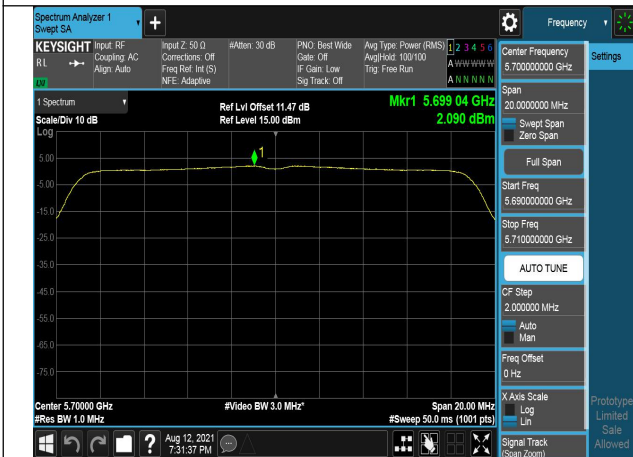 Spectrum Analyzer 1
Swept SA
Frequency
KEYSIGHT
RL
LXI
Input: RF
Coupling: AC
Align: Auto
Input Z: 50 Ω
Corrections: Off
Freq Ref: Int (S)
NFE: Adaptive
#Atten: 30 dB
PNO: Best Wide
Gate: Off
IF Gain: Low
Sig Track: Off
Avg Type: Power (RMS)
Avg|Hold: 100/100
Trig: Free Run
1 2 3 4 5 6
A W W W W W
A N N N N N
1 Spectrum
Scale/Div 10 dB
Log
Ref Lvl Offset 11.47 dB
Ref Level 15.00 dBm
Mkr1 5.699 04 GHz
2.090 dBm
1
5.00
-5.00
-15.0
-25.0
-35.0
-45.0
-55.0
-65.0
-75.0
Center 5.70000 GHz
#Res BW 1.0 MHz
#Video BW 3.0 MHz*
Span 20.00 MHz
#Sweep 50.0 ms (1001 pts)
Aug 12, 2021
7:31:37 PM
Center Frequency
5.700000000 GHz
Span
20.0000000 MHz
Swept Span
Zero Span
Full Span
Start Freq
5.690000000 GHz
Stop Freq
5.710000000 GHz
AUTO TUNE
CF Step
2.000000 MHz
Auto
Man
Freq Offset
0 Hz
X Axis Scale
Log
Lin
Signal Track
(Span Zoom)
Settings
Prototype
Limited
Sale
Allowed